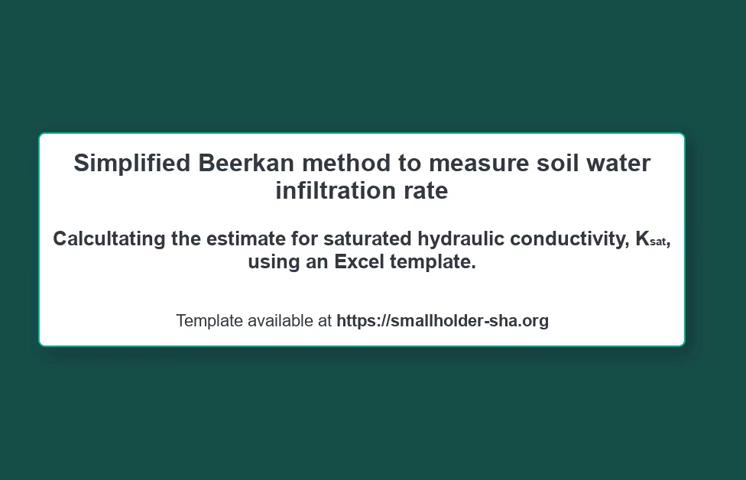 Simplified Beerkan method to measure soil water
infiltration rate
Calcultating the estimate for saturated hydraulic conductivity, Ksat,
using an Excel template.
Template available at https://smallholder-sha.org